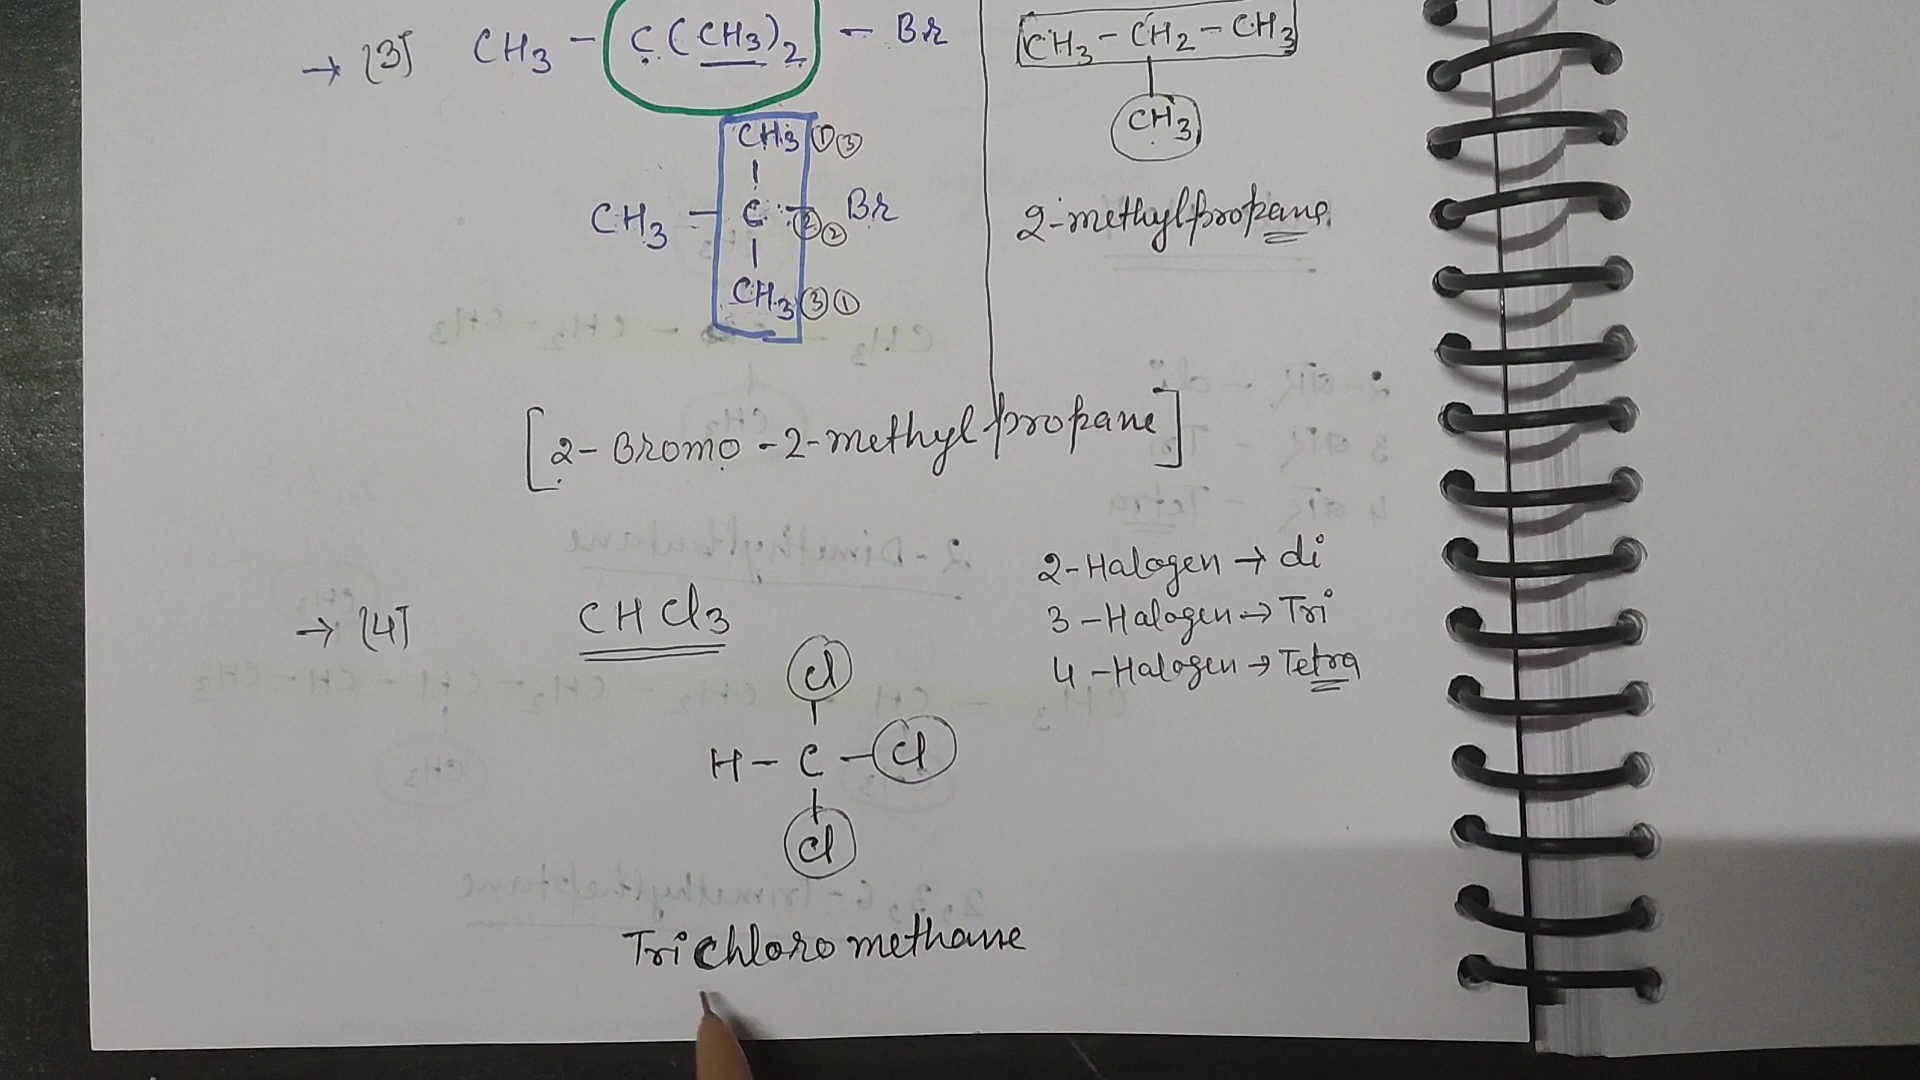 → [3] CH3 - C(CH3)2 - Br
CH3 ① ③
CH3 - C - Br ② ②
CH3 ③ ①
CH3 - CH2 - CH3
CH3
2-methylpropane
[2-Bromo-2-methylpropane]
→ [4] CHCl3
Cl
H - C - Cl
Cl
2-Halogen → di
3-Halogen → Tri
4-Halogen → Tetra
Trichloromethane